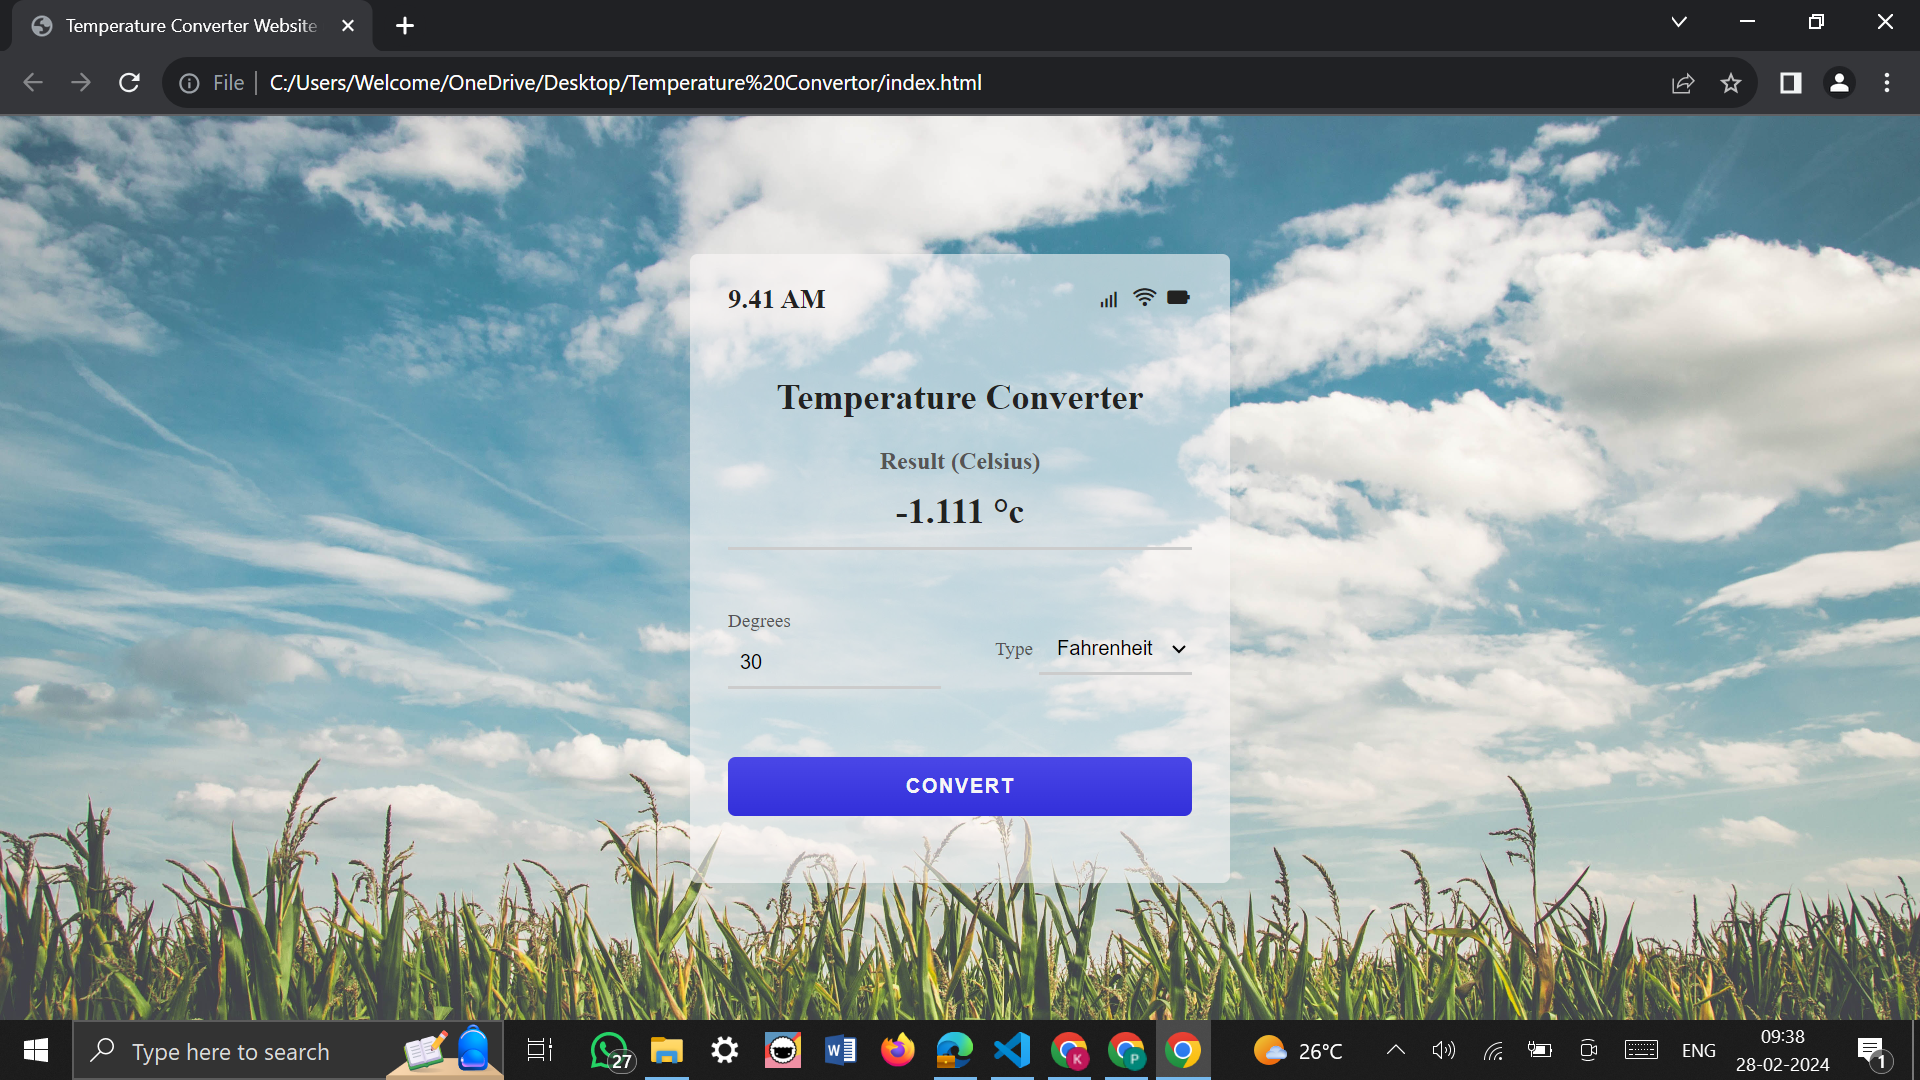 Temperature Converter Website
File
C:/Users/Welcome/OneDrive/Desktop/Temperature%20Convertor/index.html
9.41 AM
Temperature Converter
Result (Celsius)
-1.111 °c
Degrees
30
Type
Fahrenheit
CONVERT
Type here to search
27
W
K
P
26°C
ENG
09:38
28-02-2024
1